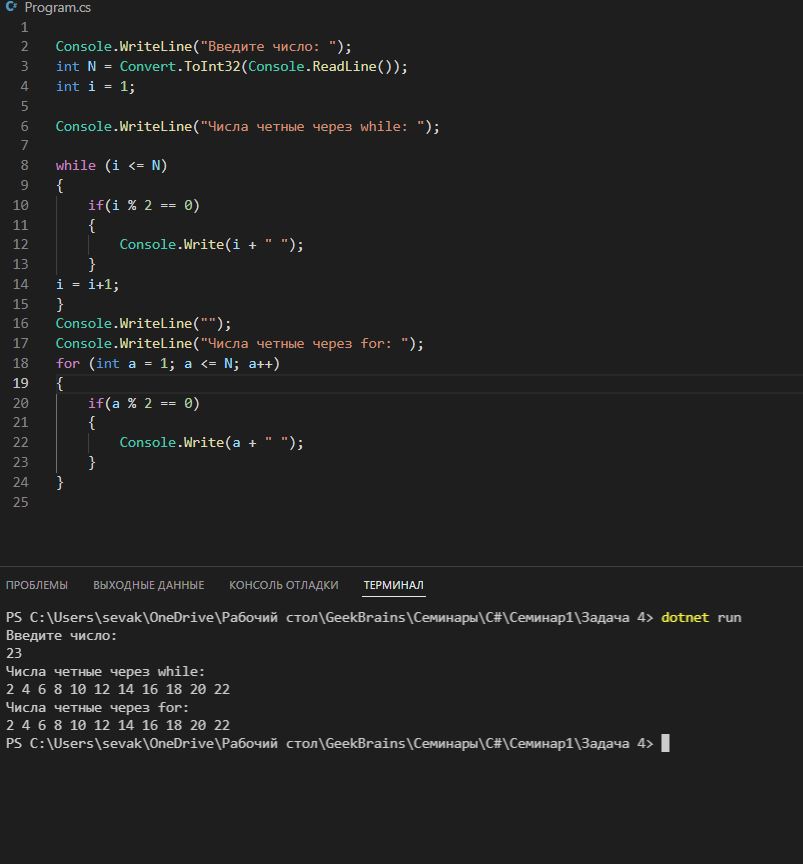 C# Program.cs
1
2 Console.WriteLine("Введите число: ");
3 int N = Convert.ToInt32(Console.ReadLine());
4 int i = 1;
5
6 Console.WriteLine("Числа четные через while: ");
7
8 while (i <= N)
9 {
10 if(i % 2 == 0)
11 {
12 Console.Write(i + " ");
13 }
14 i = i+1;
15 }
16 Console.WriteLine("");
17 Console.WriteLine("Числа четные через for: ");
18 for (int a = 1; a <= N; a++)
19 {
20 if(a % 2 == 0)
21 {
22 Console.Write(a + " ");
23 }
24 }
25
ПРОБЛЕМЫ ВЫХОДНЫЕ ДАННЫЕ КОНСОЛЬ ОТЛАДКИ ТЕРМИНАЛ
PS C:\Users\sevak\OneDrive\Рабочий стол\GeekBrains\Семинары\C#\Семинар1\Задача 4> dotnet run
Введите число:
23
Числа четные через while:
2 4 6 8 10 12 14 16 18 20 22
Числа четные через for:
2 4 6 8 10 12 14 16 18 20 22
PS C:\Users\sevak\OneDrive\Рабочий стол\GeekBrains\Семинары\C#\Семинар1\Задача 4>